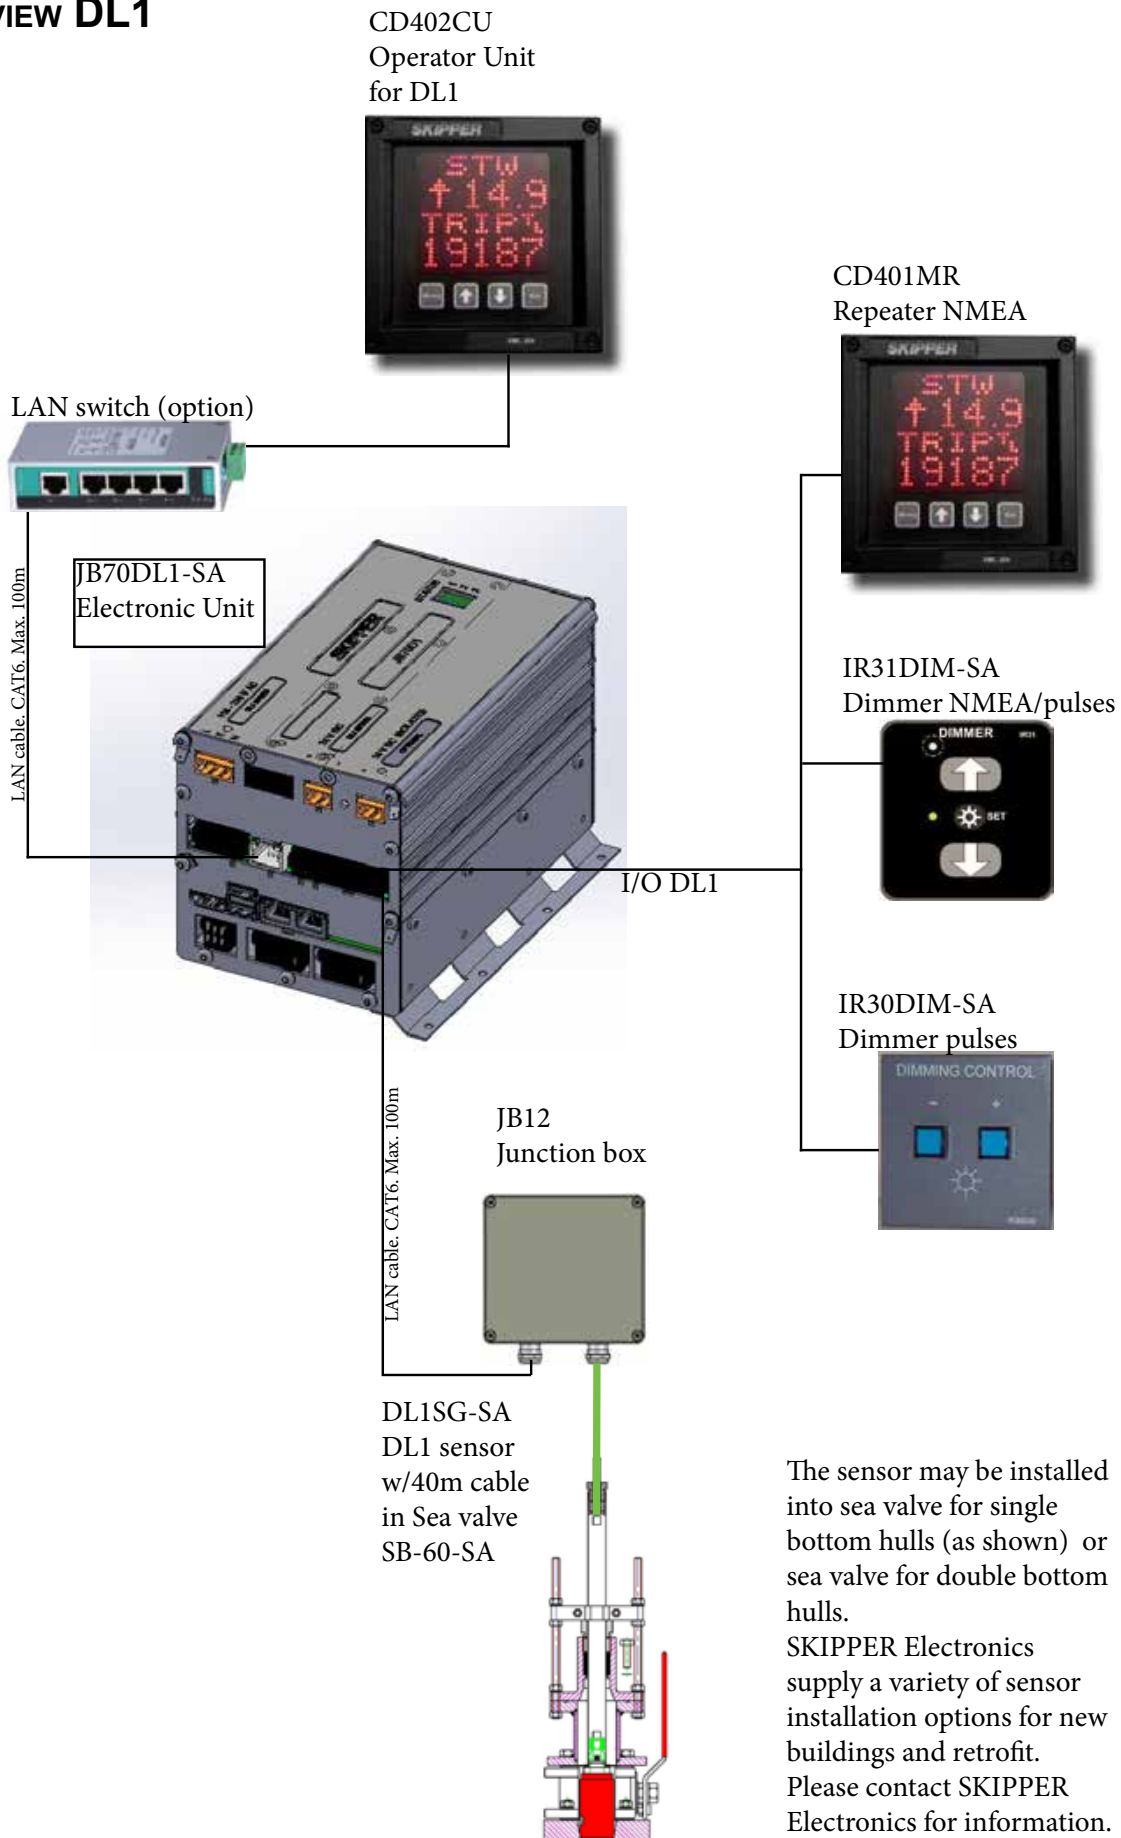 VIEW DL1
CD402CU
Operator Unit
for DL1
SKIPPER
STW
↑14.9
TRIP%
19187
CD401MR
Repeater NMEA
SKIPPER
STW
↑14.9
TRIP%
19187
LAN switch (option)
JB70DL1-SA
Electronic Unit
LAN cable. CAT6. Max. 100m
SKIPPER
I/O DL1
IR31DIM-SA
Dimmer NMEA/pulses
DIMMER
IR31
SET
IR30DIM-SA
Dimmer pulses
DIMMING CONTROL
- +
LAN cable. CAT6. Max. 100m
JB12
Junction box
DL1SG-SA
DL1 sensor
w/40m cable
in Sea valve
SB-60-SA
The sensor may be installed
into sea valve for single
bottom hulls (as shown) or
sea valve for double bottom
hulls.
SKIPPER Electronics
supply a variety of sensor
installation options for new
buildings and retrofit.
Please contact SKIPPER
Electronics for information.